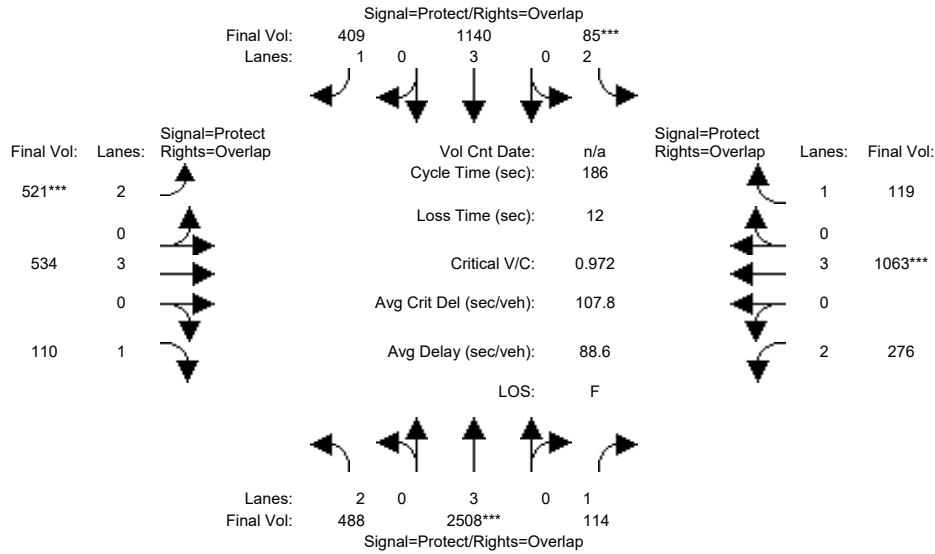 Signal=Protect/Rights=Overlap
Final Vol: 409 1140 85***
Lanes: 1 0 3 0 2
Signal=Protect Signal=Protect
Final Vol: Lanes: Rights=Overlap Vol Cnt Date: n/a Rights=Overlap Lanes: Final Vol:
Cycle Time (sec): 186
521*** 2 1 119
Loss Time (sec): 12
0 0
534 3 Critical V/C: 0.972 3 1063***
0 Avg Crit Del (sec/veh): 107.8 0
110 1 Avg Delay (sec/veh): 88.6 2 276
LOS: F
Lanes: 2 0 3 0 1
Final Vol: 488 2508*** 114
Signal=Protect/Rights=Overlap